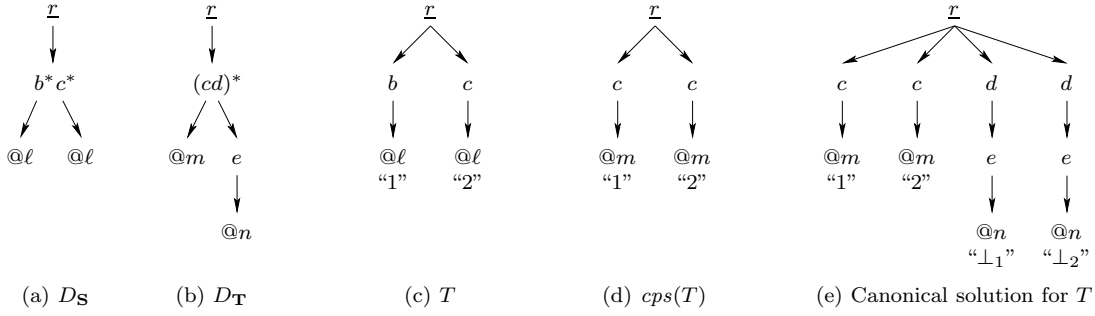 r r r r r
b*c* (cd)* b c c c c c d d
@ℓ @ℓ @m e @ℓ @ℓ @m @m @m @m e e
“1” “2” “1” “2” “1” “2”
@n @n @n
“⊥₁” “⊥₂”
(a) D_S (b) D_T (c) T (d) cps(T) (e) Canonical solution for T